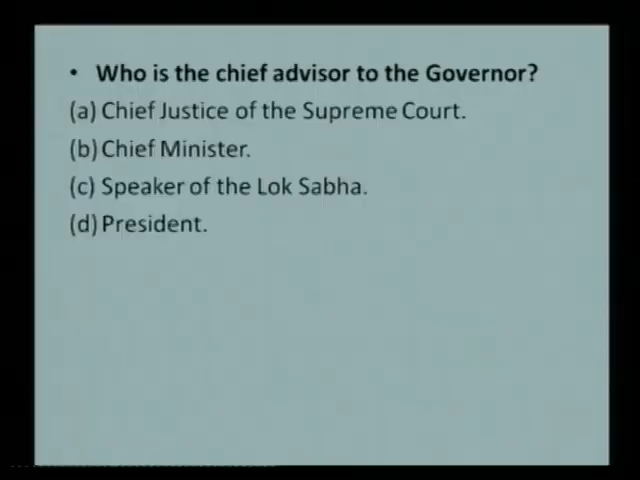 • Who is the chief advisor to the Governor?
(a) Chief Justice of the Supreme Court.
(b) Chief Minister.
(c) Speaker of the Lok Sabha.
(d) President.